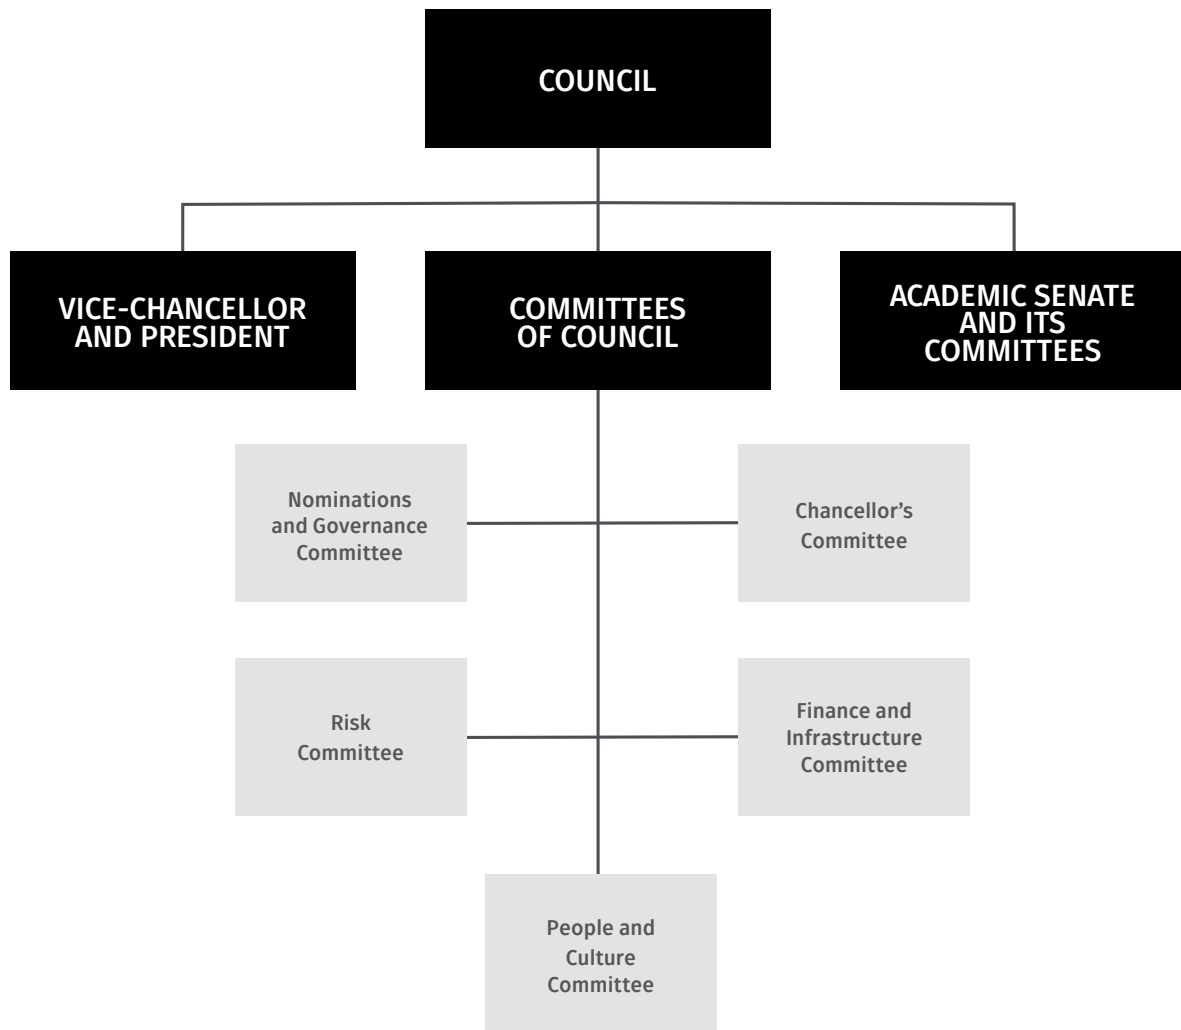 COUNCIL
VICE-CHANCELLOR
AND PRESIDENT
COMMITTEES
OF COUNCIL
ACADEMIC SENATE
AND ITS
COMMITTEES
Nominations
and Governance
Committee
Chancellor’s
Committee
Risk
Committee
Finance and
Infrastructure
Committee
People and
Culture
Committee